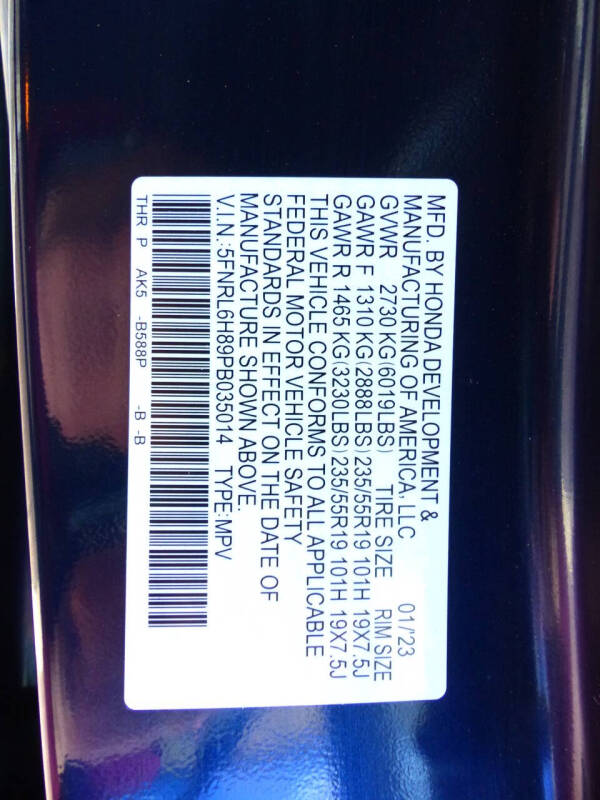 MFD. BY HONDA DEVELOPMENT &
MANUFACTURING OF AMERICA, LLC 01/'23
GVWR 2730 KG(6019LBS) TIRE SIZE RIM SIZE
GAWR F 1310 KG(2888LBS)235/55R19 101H 19X7.5J
GAWR R 1465 KG(3230LBS)235/55R19 101H 19X7.5J
THIS VEHICLE CONFORMS TO ALL APPLICABLE
FEDERAL MOTOR VEHICLE SAFETY
STANDARDS IN EFFECT ON THE DATE OF
MANUFACTURE SHOWN ABOVE.
V.I.N.:5FNRL6H89PB035014 TYPE:MPV
THR P AK5 -B588P -B -B